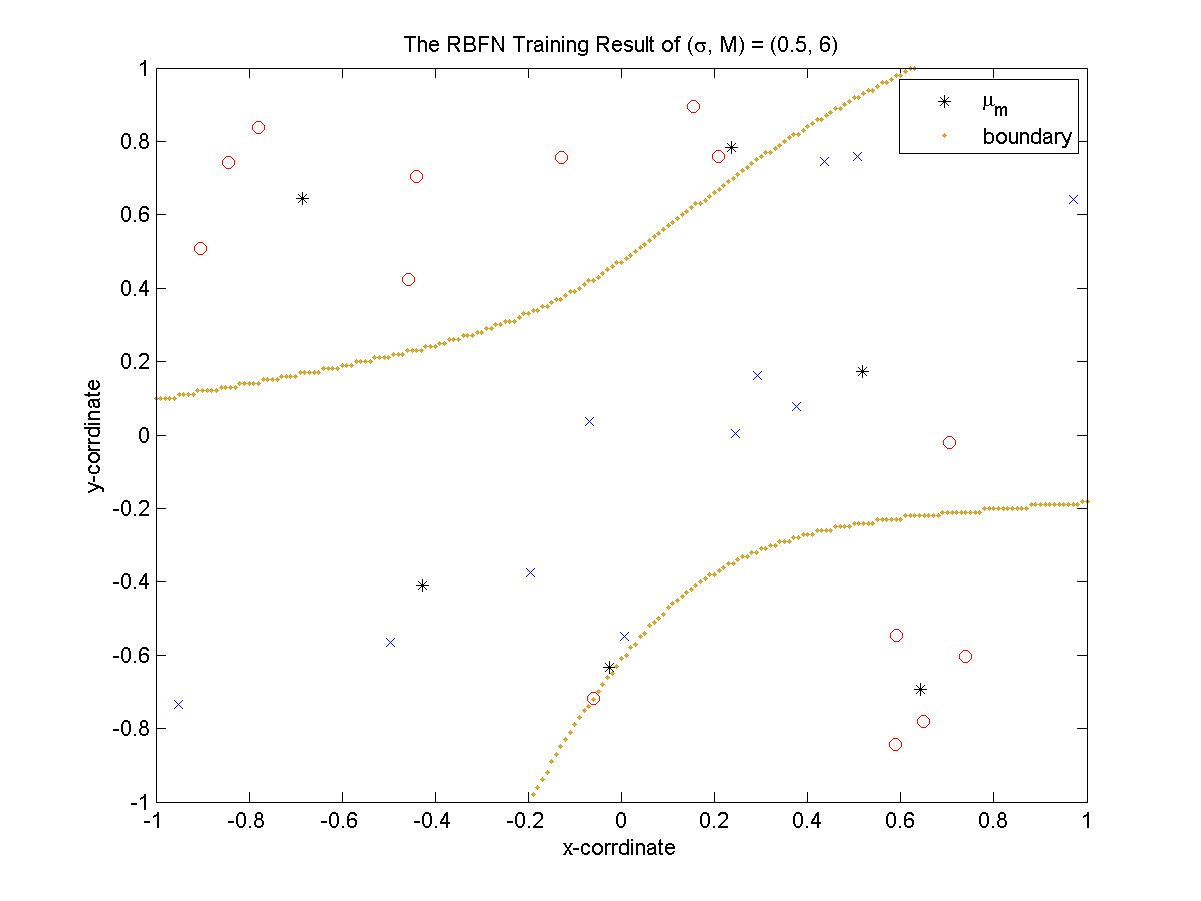 The RBFN Training Result of (σ, M) = (0.5, 6)
1
0.8
0.6
0.4
0.2
0
-0.2
-0.4
-0.6
-0.8
-1
y-corrdinate
μm
boundary
-1 -0.8 -0.6 -0.4 -0.2 0 0.2 0.4 0.6 0.8 1
x-corrdinate